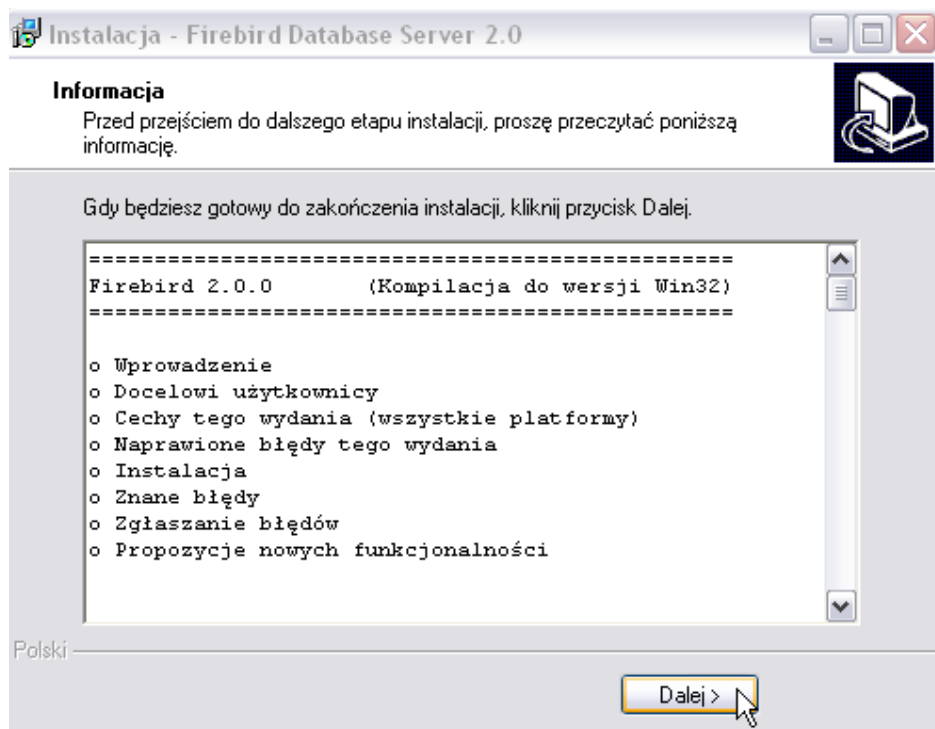 Instalacja - Firebird Database Server 2.0
Informacja
Przed przejściem do dalszego etapu instalacji, proszę przeczytać poniższą
informację.
Gdy będziesz gotowy do zakończenia instalacji, kliknij przycisk Dalej.
=================================================
Firebird 2.0.0 (Kompilacja do wersji Win32)
=================================================
o Wprowadzenie
o Docelowi użytkownicy
o Cechy tego wydania (wszystkie platformy)
o Naprawione błędy tego wydania
o Instalacja
o Znane błędy
o Zgłaszanie błędów
o Propozycje nowych funkcjonalności
Polski
Dalej >